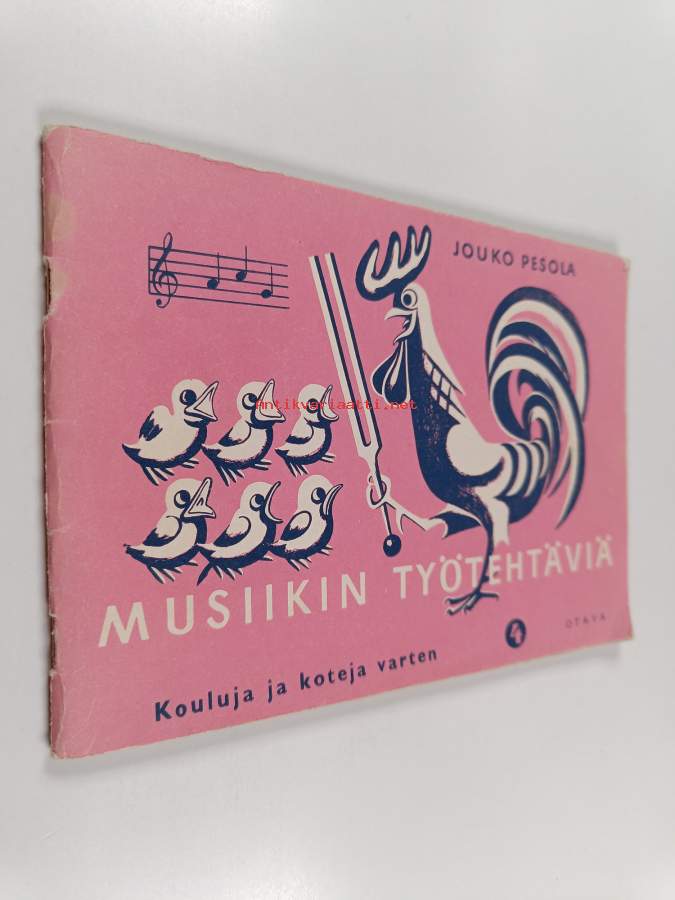 JOUKO PESOLA
Antikvariaatti.net
MUSIIKIN TYÖTEHTÄVIÄ
Kouluja ja koteja varten
4
OTAVA